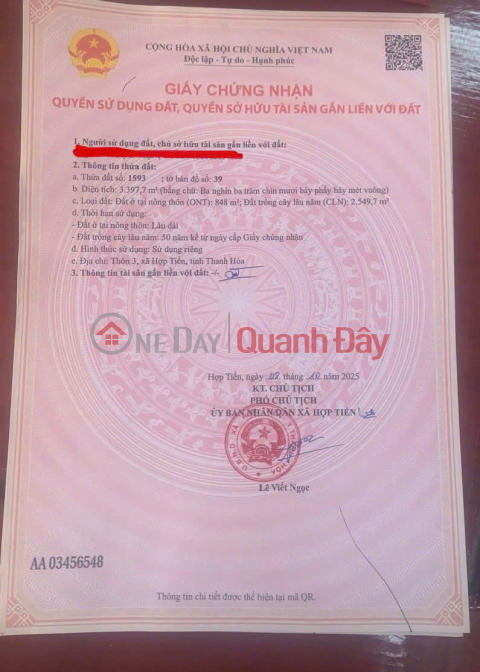 CỘNG HÒA XÃ HỘI CHỦ NGHĨA VIỆT NAM
Độc lập - Tự do - Hạnh phúc
GIẤY CHỨNG NHẬN
QUYỀN SỬ DỤNG ĐẤT, QUYỀN SỞ HỮU TÀI SẢN GẮN LIỀN VỚI ĐẤT
1. Người sử dụng đất, chủ sở hữu tài sản gắn liền với đất:
2. Thông tin thửa đất:
a. Thửa đất số: 1593 ; tờ bản đồ số: 39
b. Diện tích: 3.397,7 m² (bằng chữ: Ba nghìn ba trăm chín mươi bảy phẩy bảy mét vuông)
c. Loại đất: Đất ở tại nông thôn (ONT): 848 m²; Đất trồng cây lâu năm (CLN): 2.549,7 m²
d. Thời hạn sử dụng:
- Đất ở tại nông thôn: Lâu dài
- Đất trồng cây lâu năm: 50 năm kể từ ngày cấp Giấy chứng nhận
đ. Hình thức sử dụng: Sử dụng riêng
e. Địa chỉ: Thôn 3, xã Hợp Tiến, tỉnh Thanh Hóa
3. Thông tin tài sản gắn liền với đất: -/-
ONEDAY Quanh Đây
Hợp Tiến, ngày tháng 10 năm 2025
KT. CHỦ TỊCH
PHÓ CHỦ TỊCH
ỦY BAN NHÂN DÂN XÃ HỢP TIẾN
Lê Viết Ngọc
AA 03456548
Thông tin chi tiết được thể hiện tại mã QR.